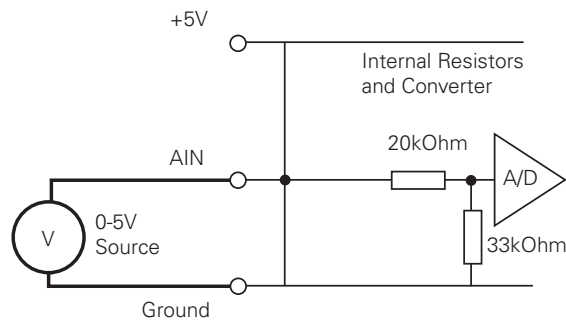 +5V
Internal Resistors
and Converter
20kOhm
AIN
A/D
0-5V
V
Source
33kOhm
Ground